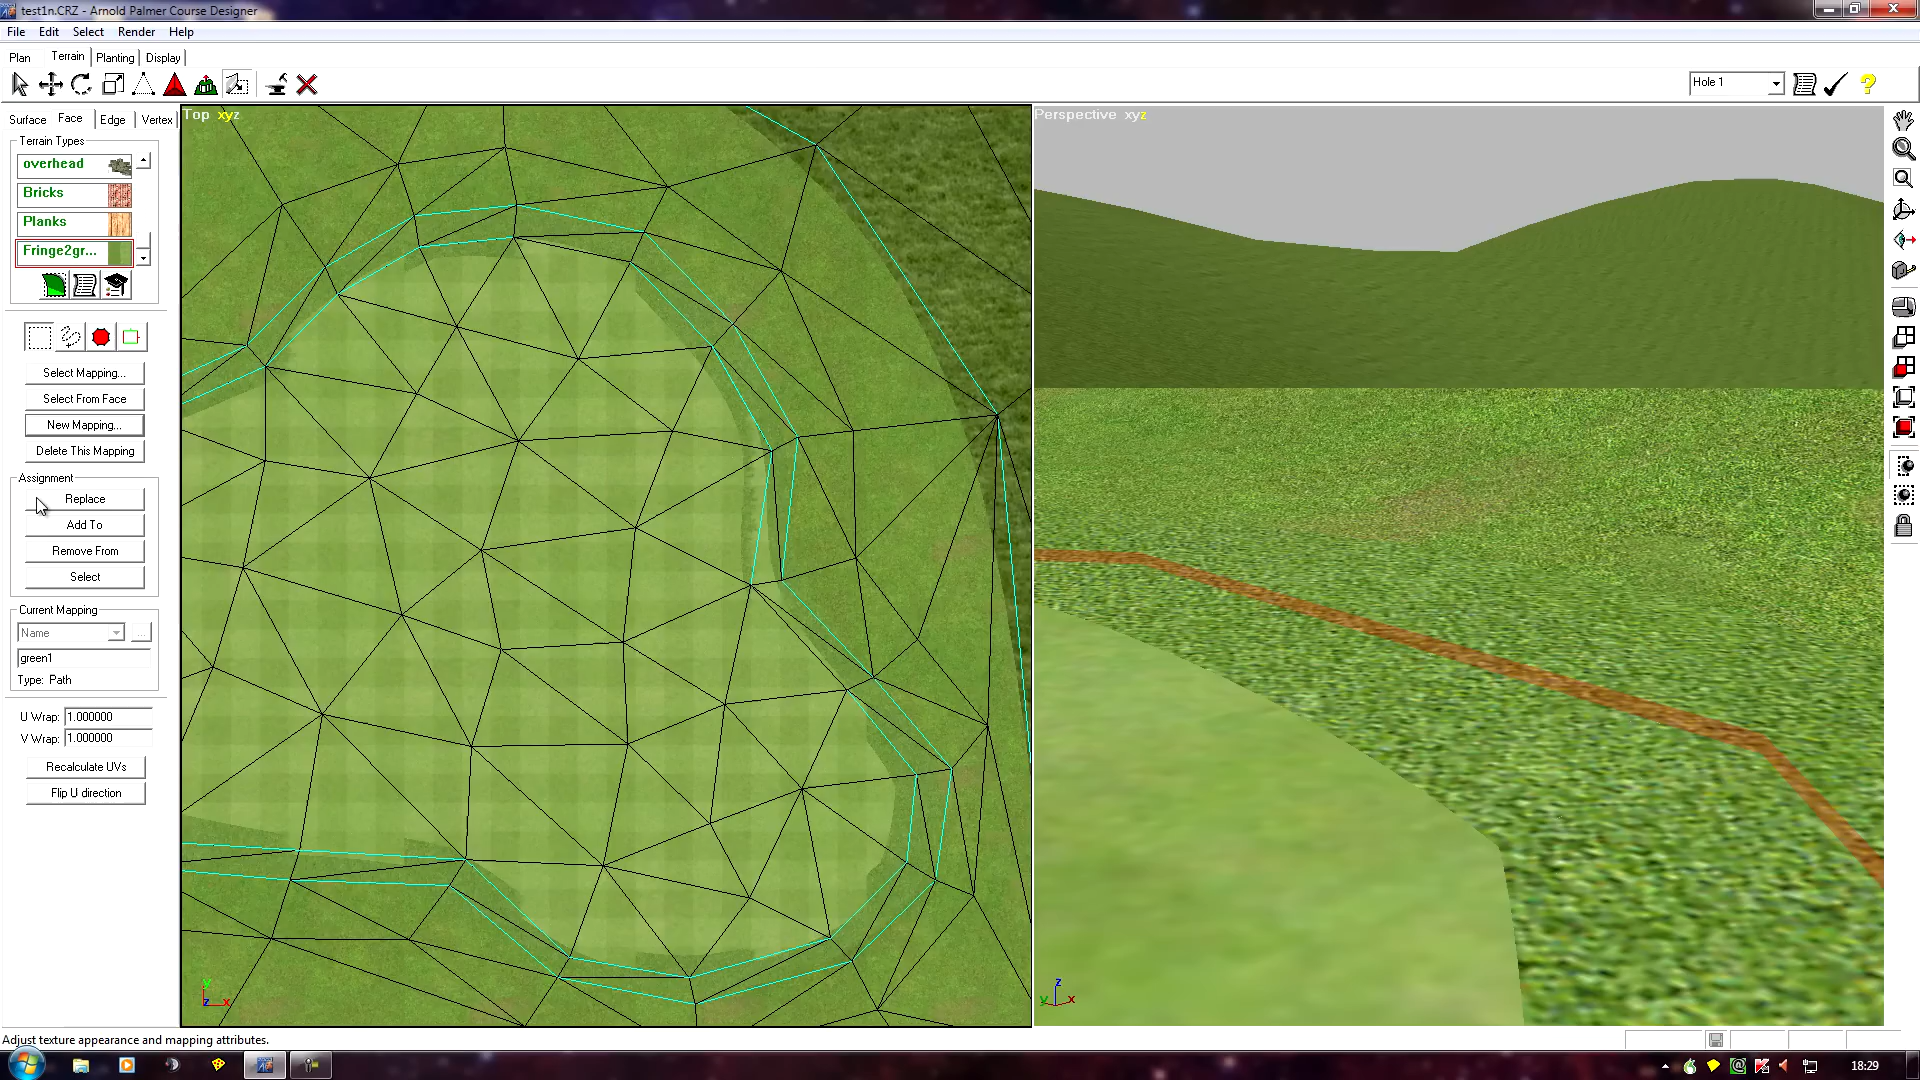 test1n.CRZ - Arnold Palmer Course Designer
File Edit Select Render Help
Plan Terrain Planting Display
Hole 1
Surface Face Edge Vertex
Top xyz
Perspective xyz
Terrain Types
overhead
Bricks
Planks
Fringe2gr...
Select Mapping...
Select From Face
New Mapping...
Delete This Mapping
Assignment
Replace
Add To
Remove From
Select
Current Mapping
Name ...
green1
Type: Path
U Wrap: 1.000000
V Wrap: 1.000000
Recalculate UVs
Flip U direction
y
z x
z
y x
Adjust texture appearance and mapping attributes.
18:29